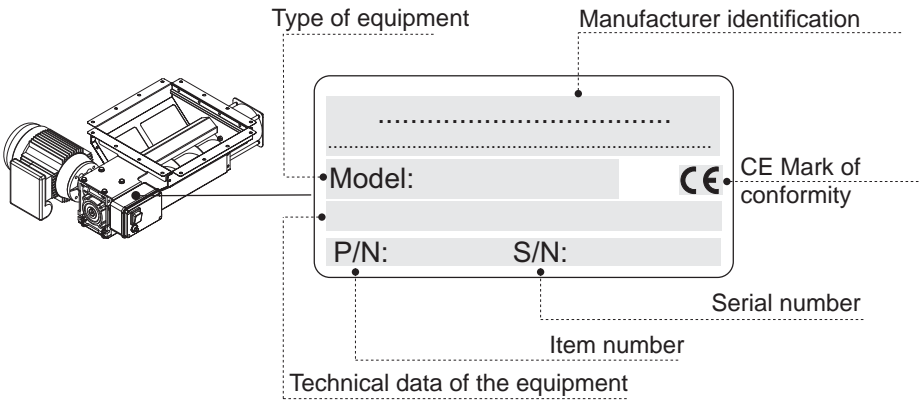 Type of equipment
Manufacturer identification
Model:
CE
CE Mark of
conformity
P/N:
S/N:
Serial number
Item number
Technical data of the equipment